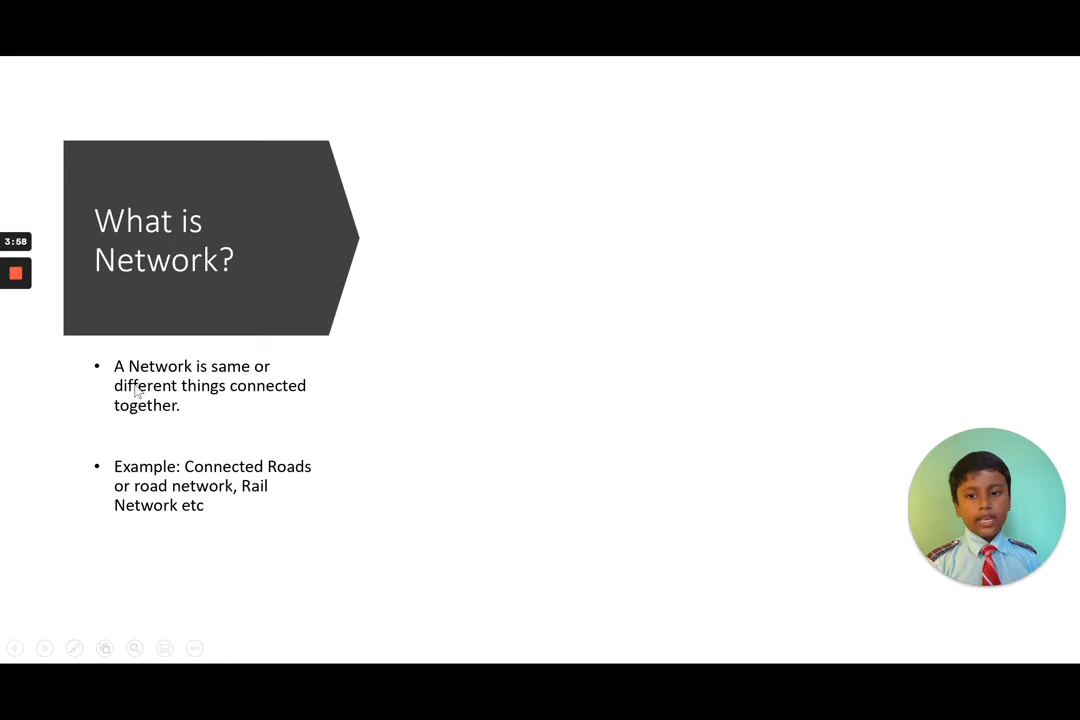 What is
Network?
3:58
• A Network is same or
different things connected
together.
• Example: Connected Roads
or road network, Rail
Network etc